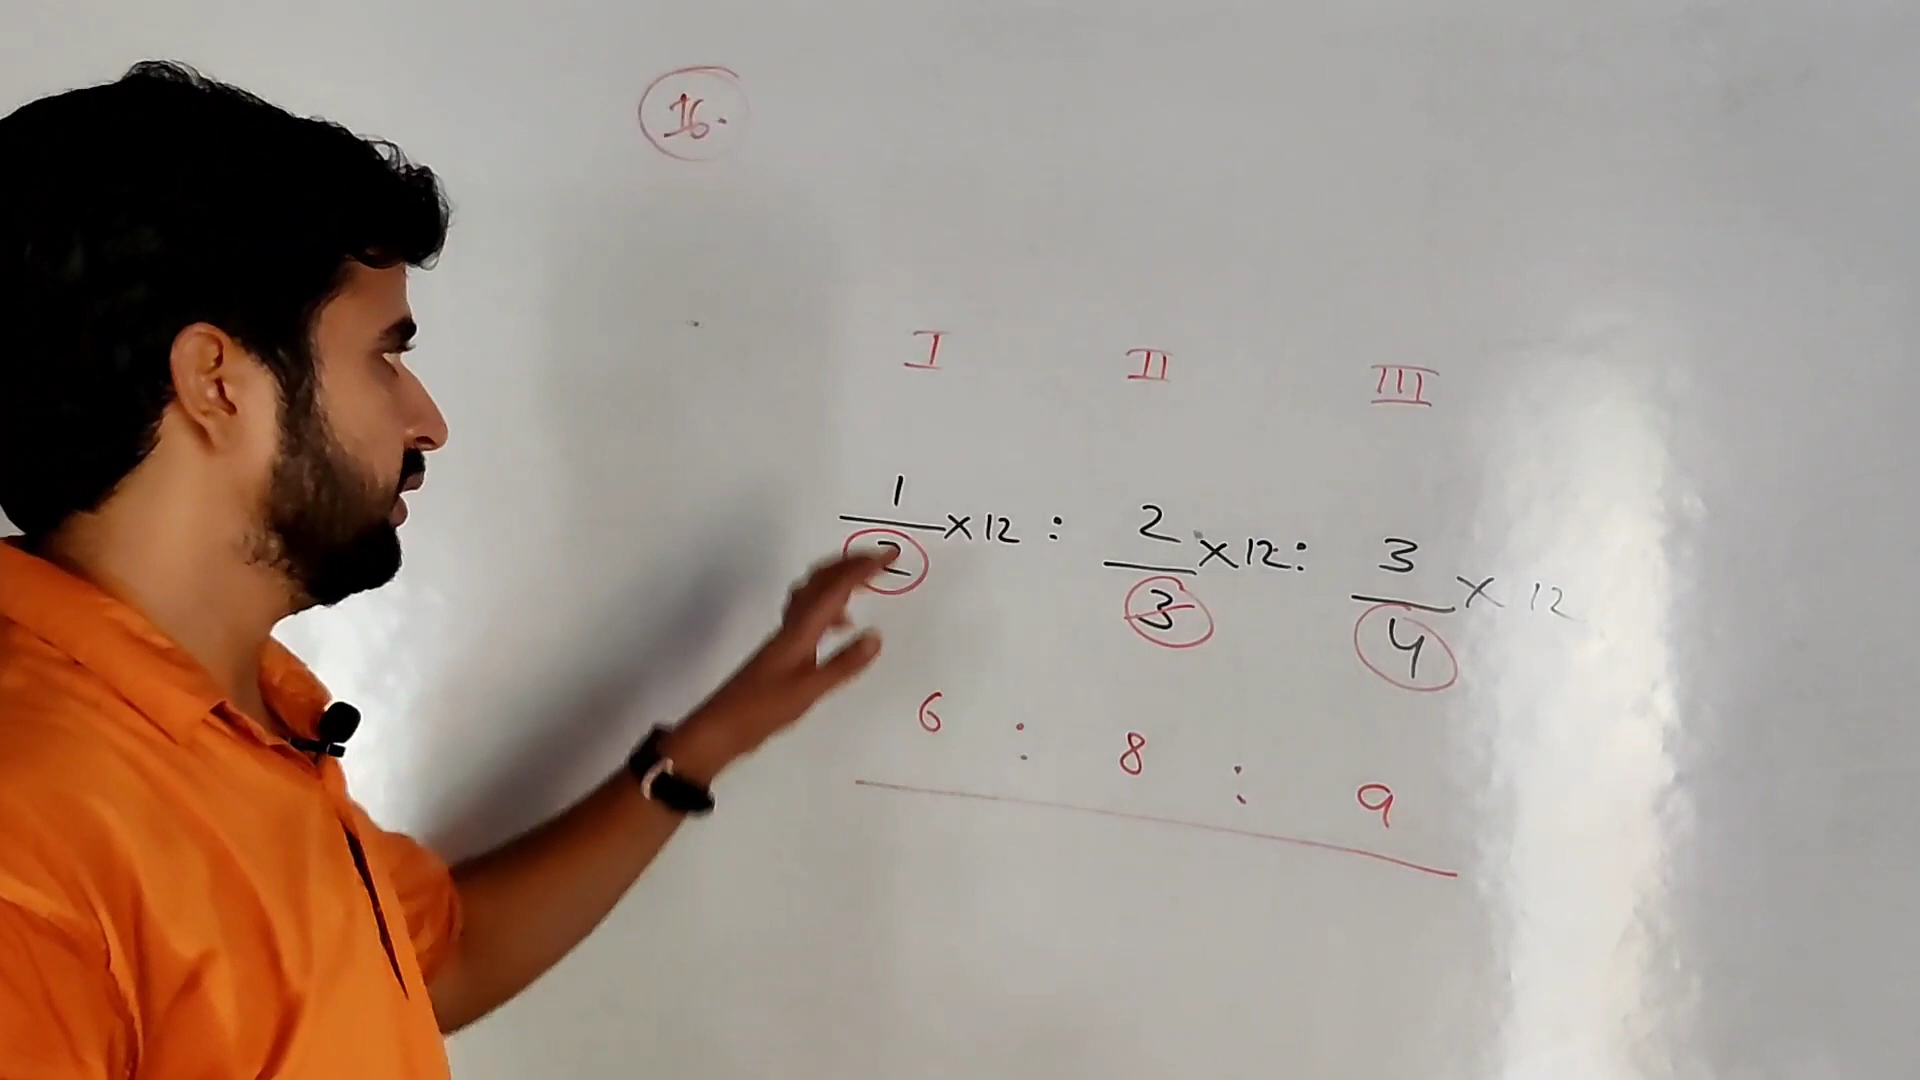 16.
I II III
1/2 x 12 : 2/3 x 12 : 3/4 x 12
6 : 8 : 9